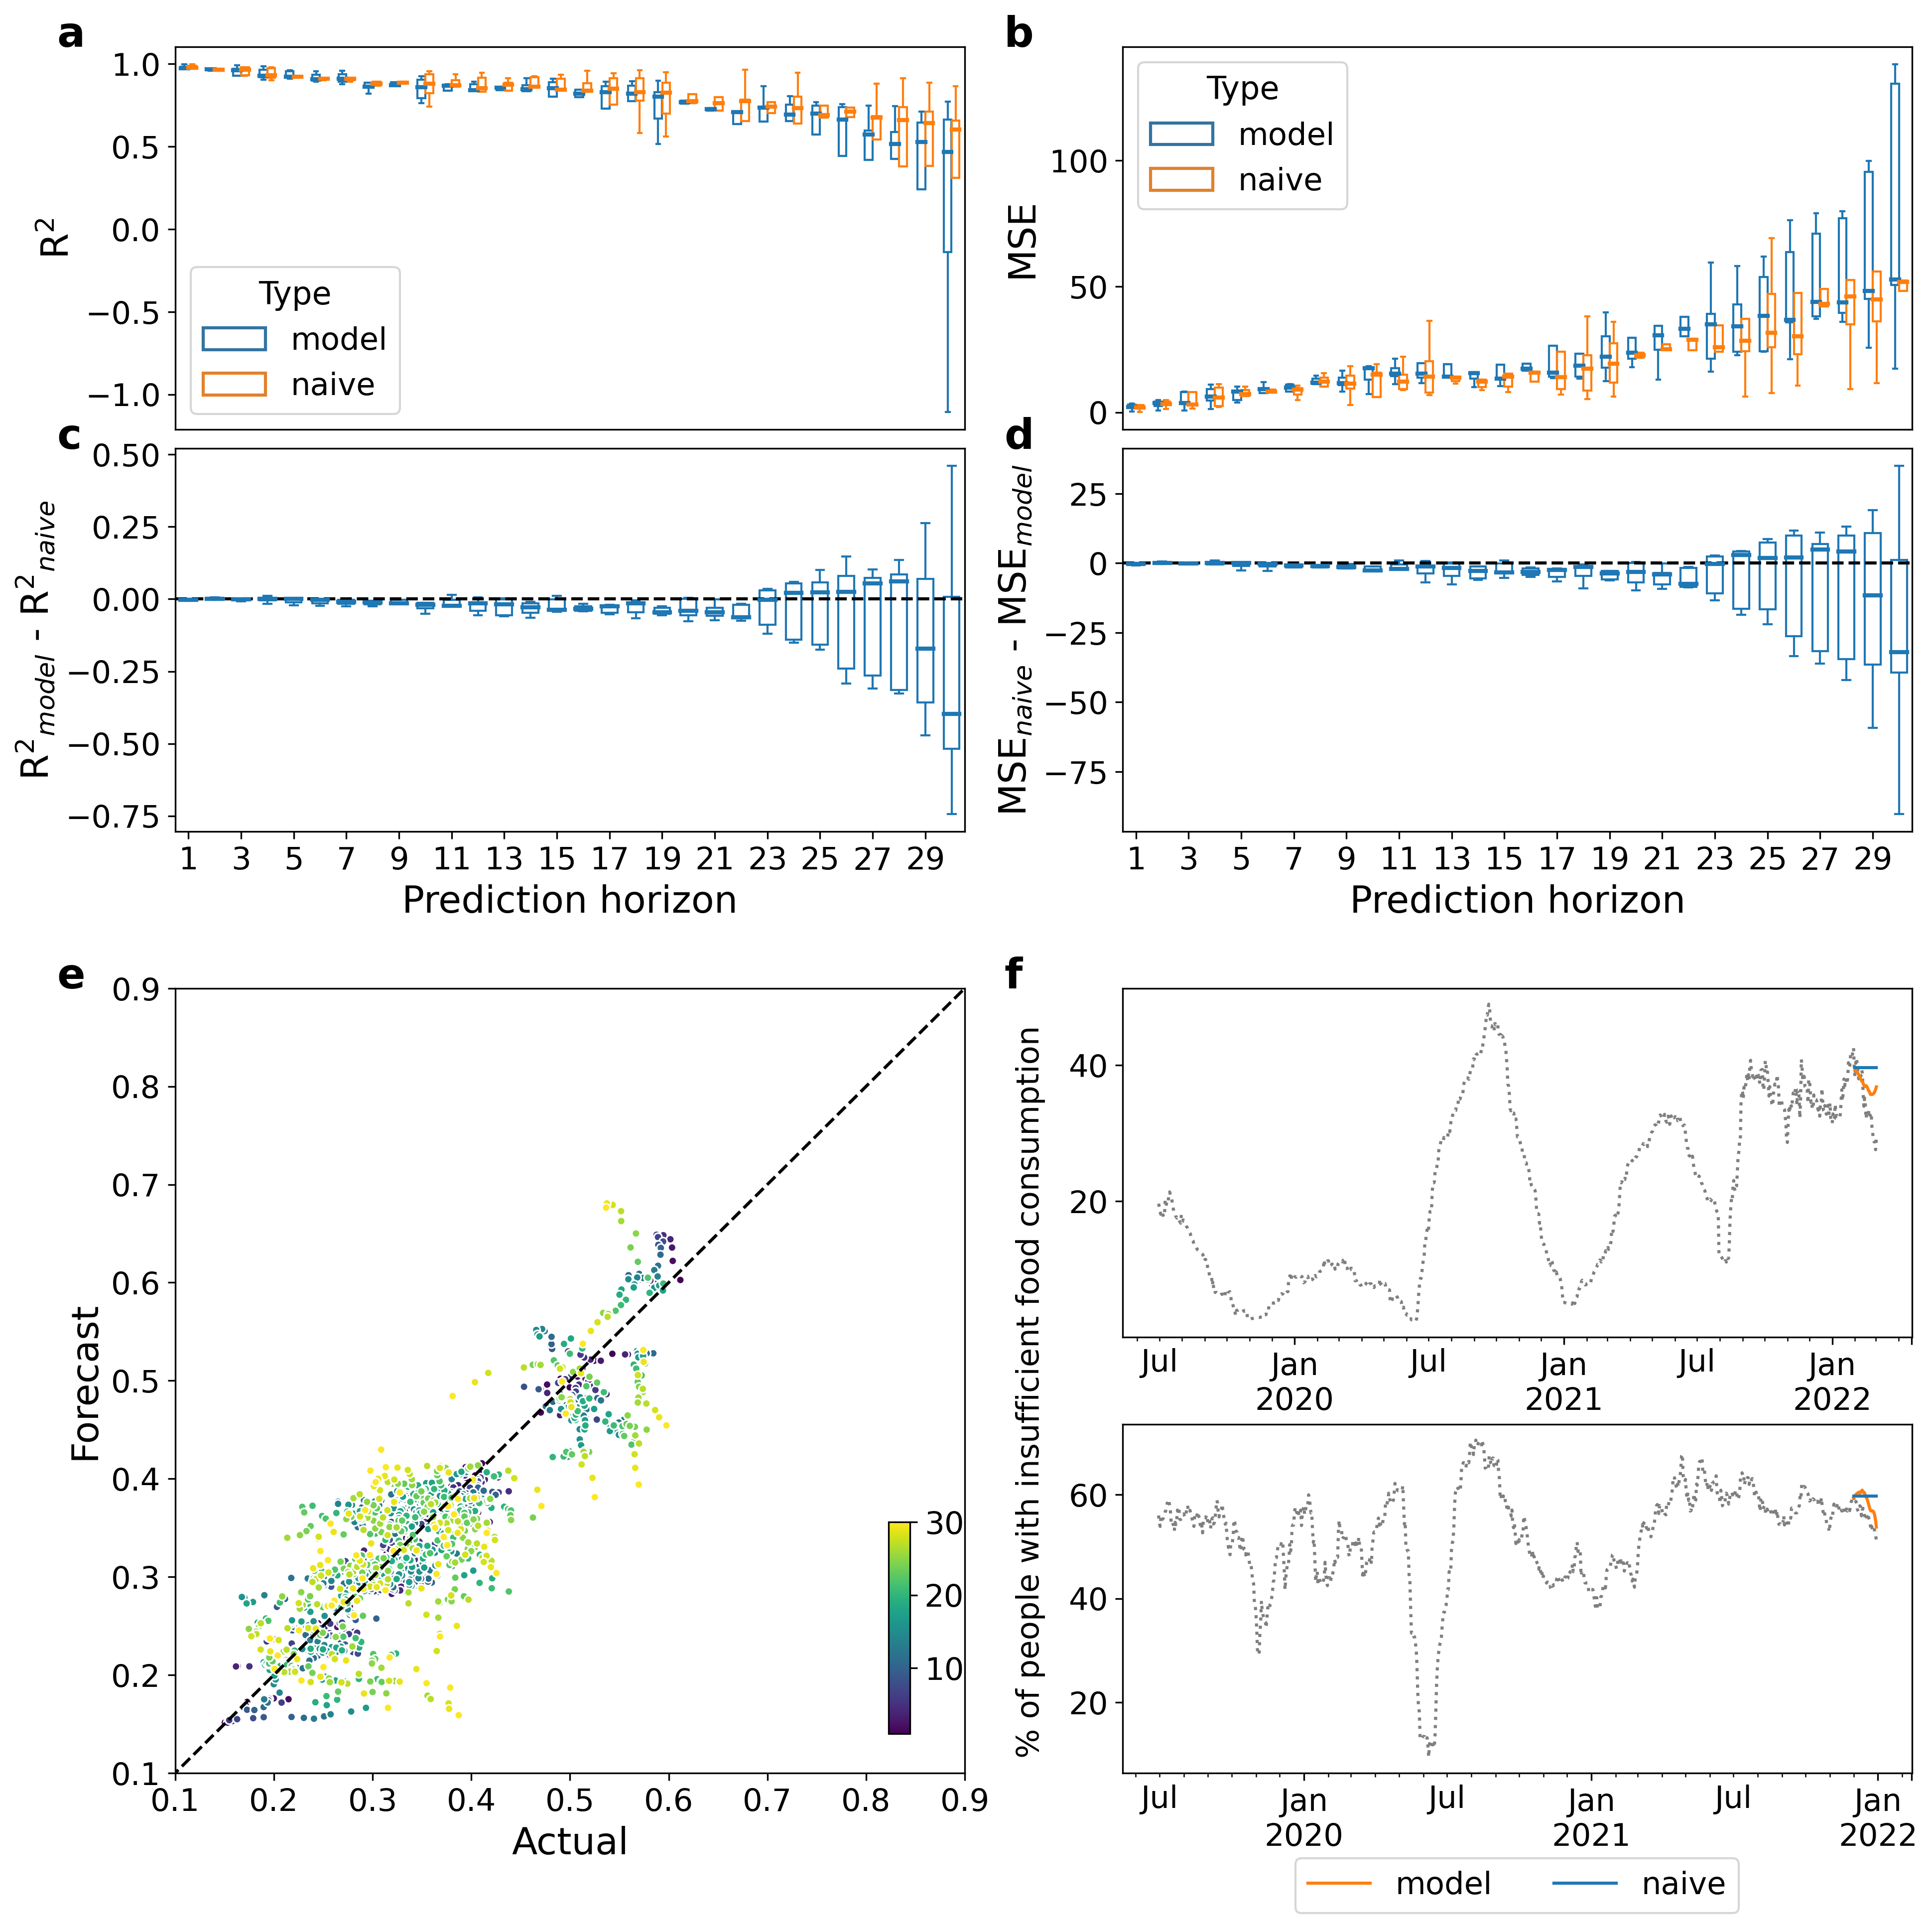 a
1.0
0.5
0.0
−0.5
−1.0
R²
Type
model
naive
b
100
50
0
MSE
Type
model
naive
c
0.50
0.25
0.00
−0.25
−0.50
−0.75
R²model - R²naive
1 3 5 7 9 11 13 15 17 19 21 23 25 27 29
Prediction horizon
d
25
0
−25
−50
−75
MSEnaive - MSEmodel
1 3 5 7 9 11 13 15 17 19 21 23 25 27 29
Prediction horizon
e
0.9
0.8
0.7
0.6
0.5
0.4
0.3
0.2
0.1
Forecast
30
20
10
0.1 0.2 0.3 0.4 0.5 0.6 0.7 0.8 0.9
Actual
f
% of people with insufficient food consumption
40
20
Jul Jan Jul Jan Jul Jan
2020 2021 2022
60
40
20
Jul Jan Jul Jan Jul Jan
2020 2021 2022
model naive